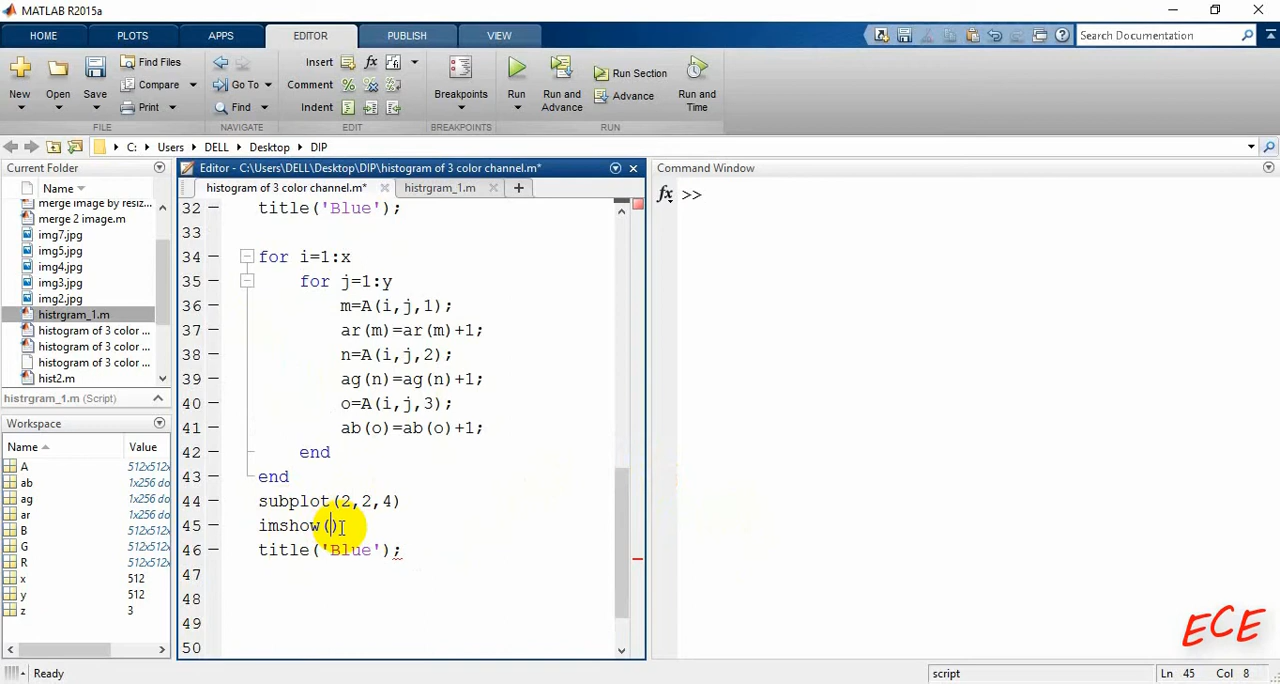 MATLAB R2015a
HOME PLOTS APPS EDITOR PUBLISH VIEW Search Documentation
New Open Save Find Files Compare Print
Insert Comment Indent Go To Find
Breakpoints Run Run and Advance Run Section Advance Run and Time
FILE NAVIGATE EDIT BREAKPOINTS RUN
C: Users DELL Desktop DIP
Current Folder
Name
merge image by resiz...
merge 2 image.m
img7.jpg
img5.jpg
img4.jpg
img3.jpg
img2.jpg
histrgram_1.m
histogram of 3 color ...
histogram of 3 color ...
histogram of 3 color ...
hist2.m
histrgram_1.m (Script)
Workspace
Name Value
A 512x512x
ab 1x256 do
ag 1x256 do
ar 1x256 do
B 512x512
G 512x512
R 512x512
x 512
y 512
z 3
Editor - C:\Users\DELL\Desktop\DIP\histogram of 3 color channel.m*
histogram of 3 color channel.m* histrgram_1.m
32 title('Blue');
33
34 for i=1:x
35 for j=1:y
36 m=A(i,j,1);
37 ar(m)=ar(m)+1;
38 n=A(i,j,2);
39 ag(n)=ag(n)+1;
40 o=A(i,j,3);
41 ab(o)=ab(o)+1;
42 end
43 end
44 subplot(2,2,4)
45 imshow()
46 title('Blue');
47
48
49
50
Command Window
fx >>
ECE
Ready script Ln 45 Col 8